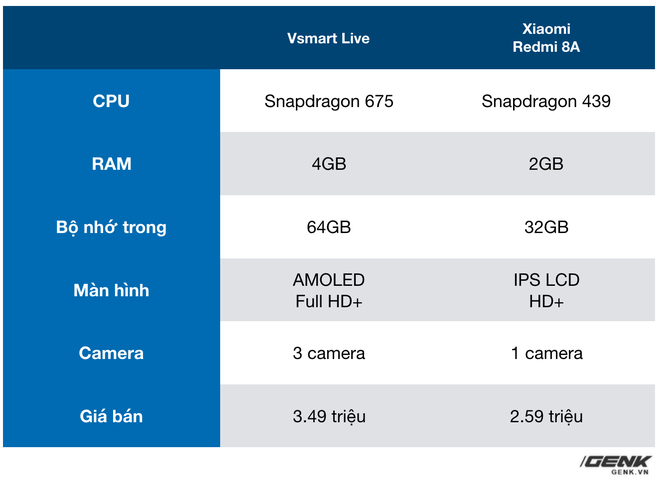 Vsmart Live
Xiaomi
Redmi 8A
CPU
Snapdragon 675
Snapdragon 439
RAM
4GB
2GB
Bộ nhớ trong
64GB
32GB
Màn hình
AMOLED
Full HD+
IPS LCD
HD+
Camera
3 camera
1 camera
Giá bán
3.49 triệu
2.59 triệu
GENK
GENK.VN